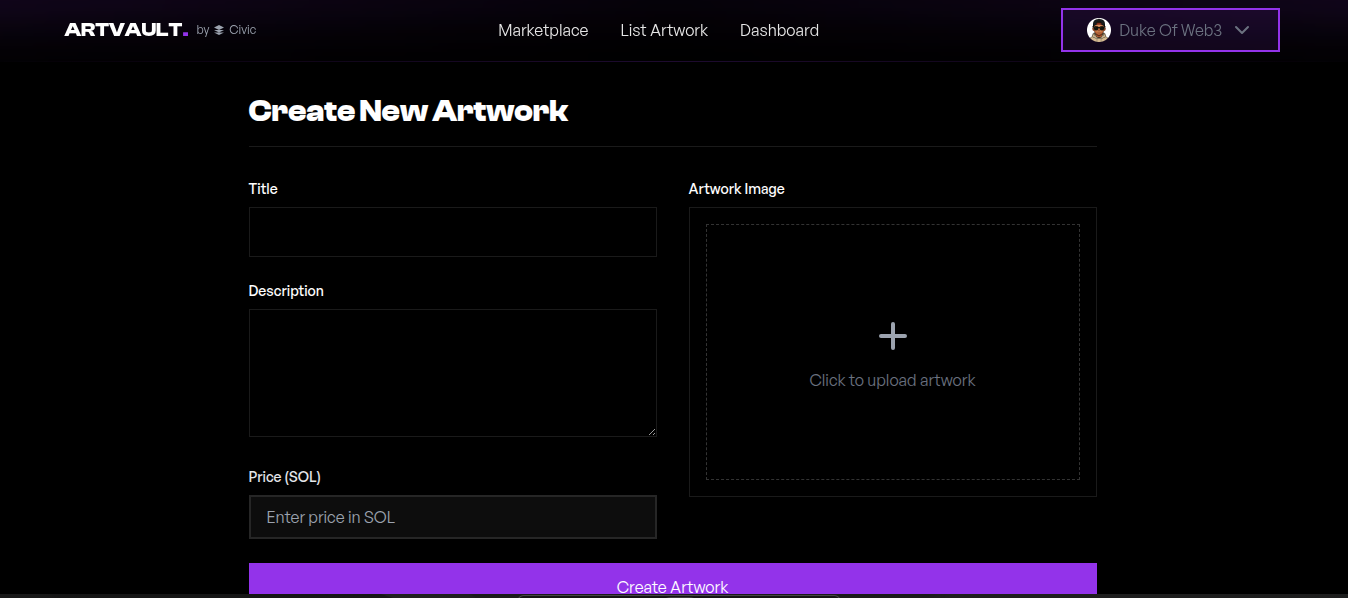 ARTVAULT. by Civic
Marketplace
List Artwork
Dashboard
Duke Of Web3
Create New Artwork
Title
Description
Price (SOL)
Enter price in SOL
Artwork Image
Click to upload artwork
Create Artwork